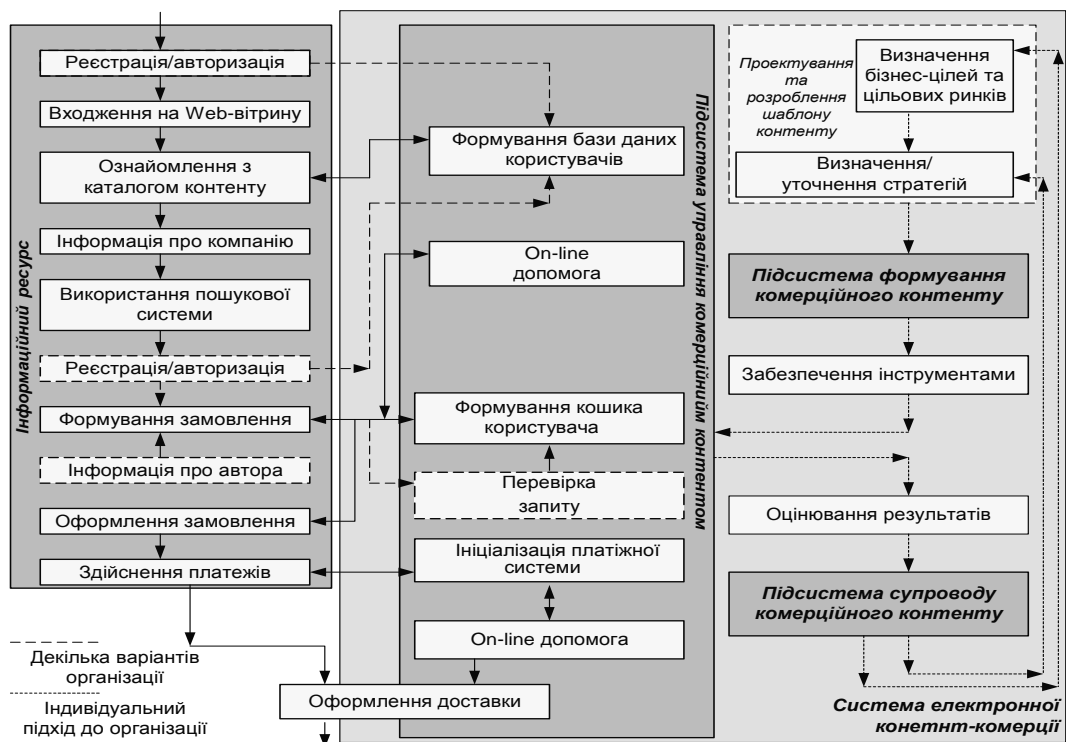 Інформаційний ресурс
Реєстрація/авторизація
Входження на Web-вітрину
Ознайомлення з
каталогом контенту
Інформація про компанію
Використання пошукової
системи
Реєстрація/авторизація
Формування замовлення
Інформація про автора
Оформлення замовлення
Здійснення платежів
Формування бази даних
користувачів
On-line
допомога
Формування кошика
користувача
Перевірка
запиту
Ініціалізація платіжної
системи
On-line допомога
Оформлення доставки
Підсистема управління комерційнийм контентом
Проектування
та
розроблення
шаблону
контенту
Визначення
бізнес-цілей та
цільових ринків
Визначення/
уточнення стратегій
Підсистема формування
комерційного контенту
Забезпечення інструментами
Оцінювання результатів
Підсистема супроводу
комерційного контенту
Система електронної
конетнт-комерції
Декілька варіантів
організації
Індивидуальний
підхід до організації